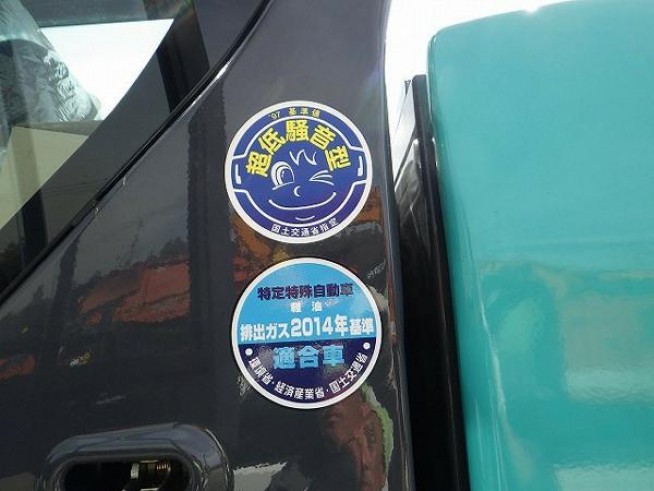 '97 基準値
超低騒音型
国土交通省指定
特定特殊自動車
軽油
排出ガス2014年基準
適合車
・環境省・経済産業省・国土交通省・